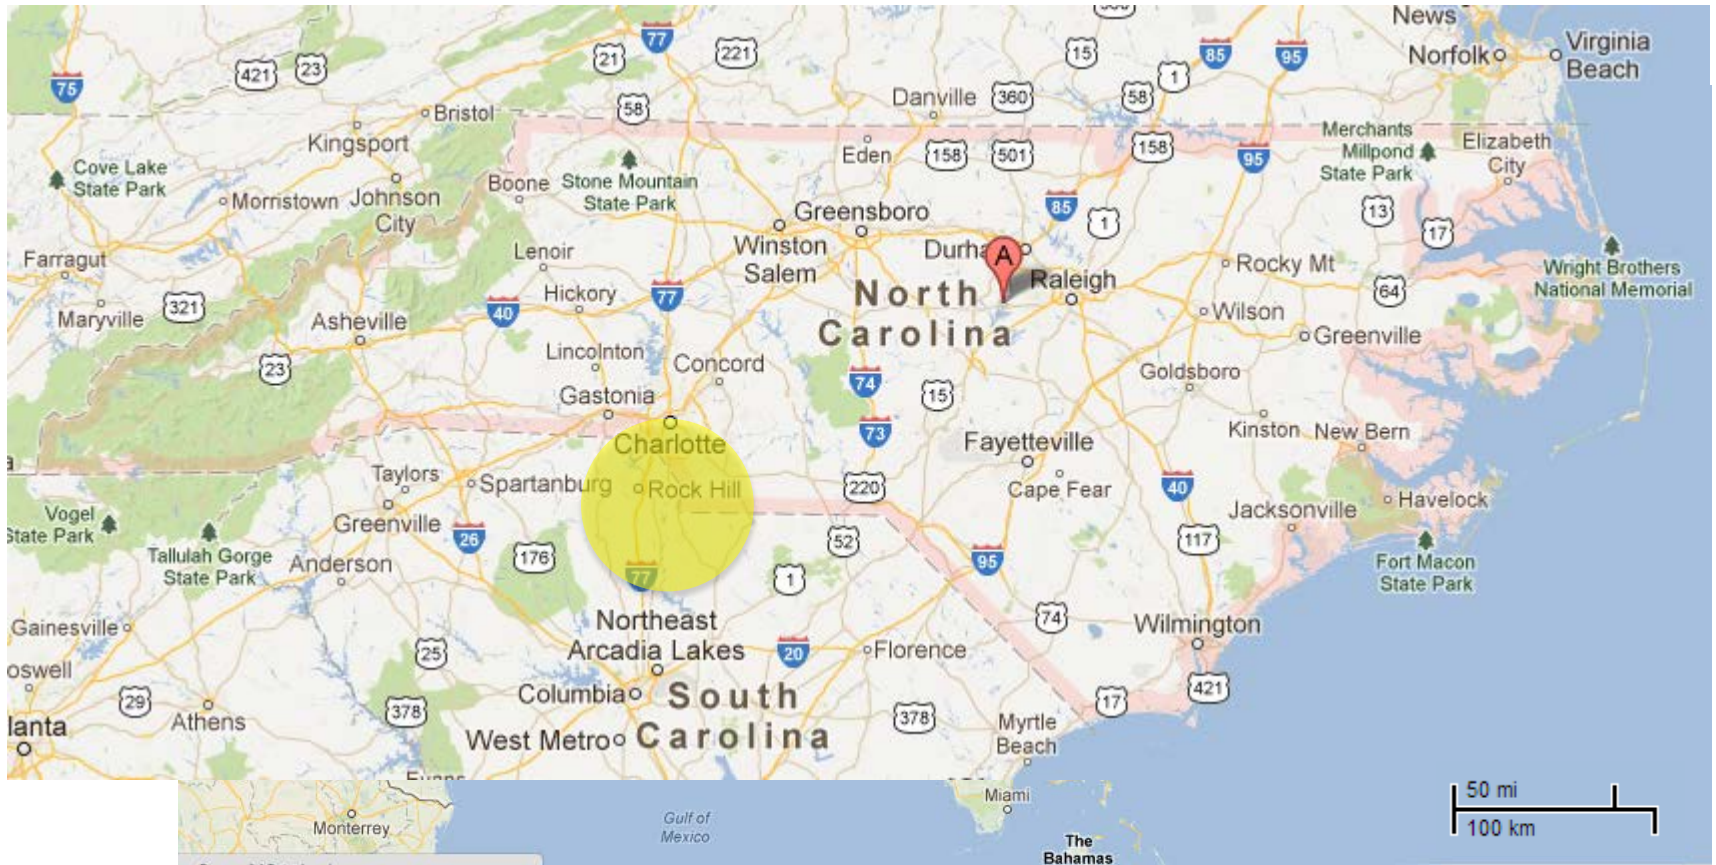 News
Virginia
Beach
Norfolk
77
21
221
15
1
85
95
421
23
75
Danville
360
58
58
Bristol
Kingsport
Eden
158
501
158
95
Merchants
Millpond
State Park
Elizabeth
City
Cove Lake
State Park
Morristown
Johnson
City
Boone
Stone Mountain
State Park
Greensboro
Winston
Salem
85
1
13
17
Durha
A
Raleigh
Rocky Mt
Wright Brothers
National Memorial
Farragut
Maryville
321
Lenoir
Hickory
40
77
Asheville
North
Carolina
64
Wilson
Greenville
23
Lincolnton
Concord
Gastonia
Charlotte
74
15
73
Goldsboro
Kinston
New Bern
Fayetteville
Cape Fear
40
Havelock
Jacksonville
Taylors
Spartanburg
Rock Hill
220
Greenville
26
Vogel
State Park
Tallulah Gorge
State Park
Anderson
176
77
52
1
95
117
Fort Macon
State Park
Gainesville
Northeast
Arcadia Lakes
20
Florence
74
Wilmington
oswell
25
29
Athens
378
Columbia
South
Carolina
West Metro
378
421
17
Myrtle
Beach
lanta
Monterrey
Gulf of
Mexico
Miami
The
Bahamas
50 mi
100 km